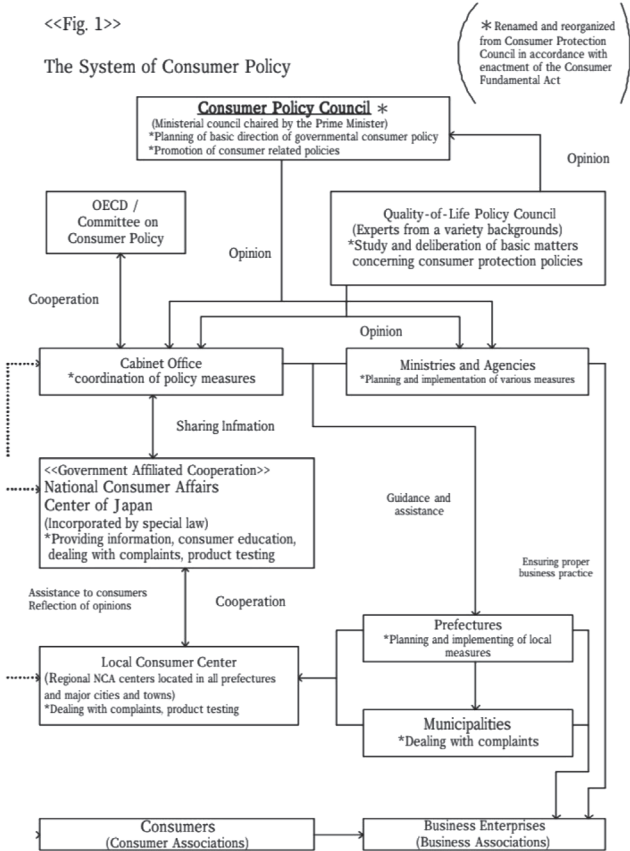 <<Fig. 1>>
The System of Consumer Policy
＊Renamed and reorganized
from Consumer Protection
Council in accordance with
enactment of the Consumer
Fundamental Act
Consumer Policy Council ＊
(Ministerial council chaired by the Prime Minister)
*Planning of basic direction of governmental consumer policy
*Promotion of consumer related policies
Opinion
OECD /
Committee on
Consumer Policy
Quality-of-Life Policy Council
(Experts from a variety backgrounds)
*Study and deliberation of basic matters
concerning consumer protection policies
Opinion
Cooperation
Opinion
Cabinet Office
*coordination of policy measures
Ministries and Agencies
*Planning and implementation of various measures
Sharing Infmation
<<Government Affiliated Cooperation>>
National Consumer Affairs
Center of Japan
(Incorporated by special law)
*Providing information, consumer education,
dealing with complaints, product testing
Guidance and
assistance
Ensuring proper
business practice
Assistance to consumers
Reflection of opinions
Cooperation
Prefectures
*Planning and implementing of local
measures
Local Consumer Center
(Regional NCA centers located in all prefectures
and major cities and towns)
*Dealing with complaints, product testing
Municipalities
*Dealing with complaints
Consumers
(Consumer Associations)
Business Enterprises
(Business Associations)